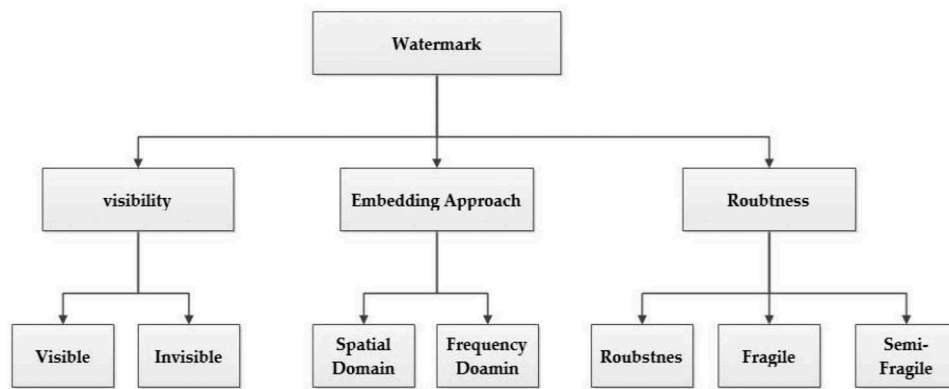 Watermark
visibility
Embedding Approach
Roubtness
Visible
Invisible
Spatial
Domain
Frequency
Doamin
Roubstnes
Fragile
Semi-
Fragile